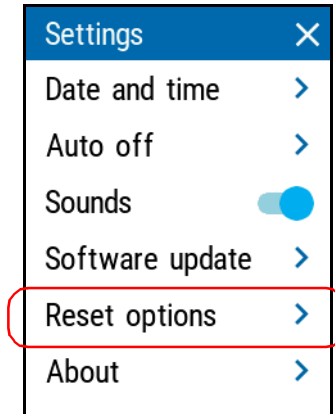 Settings
Date and time
Auto off
Sounds
Software update
Reset options
About